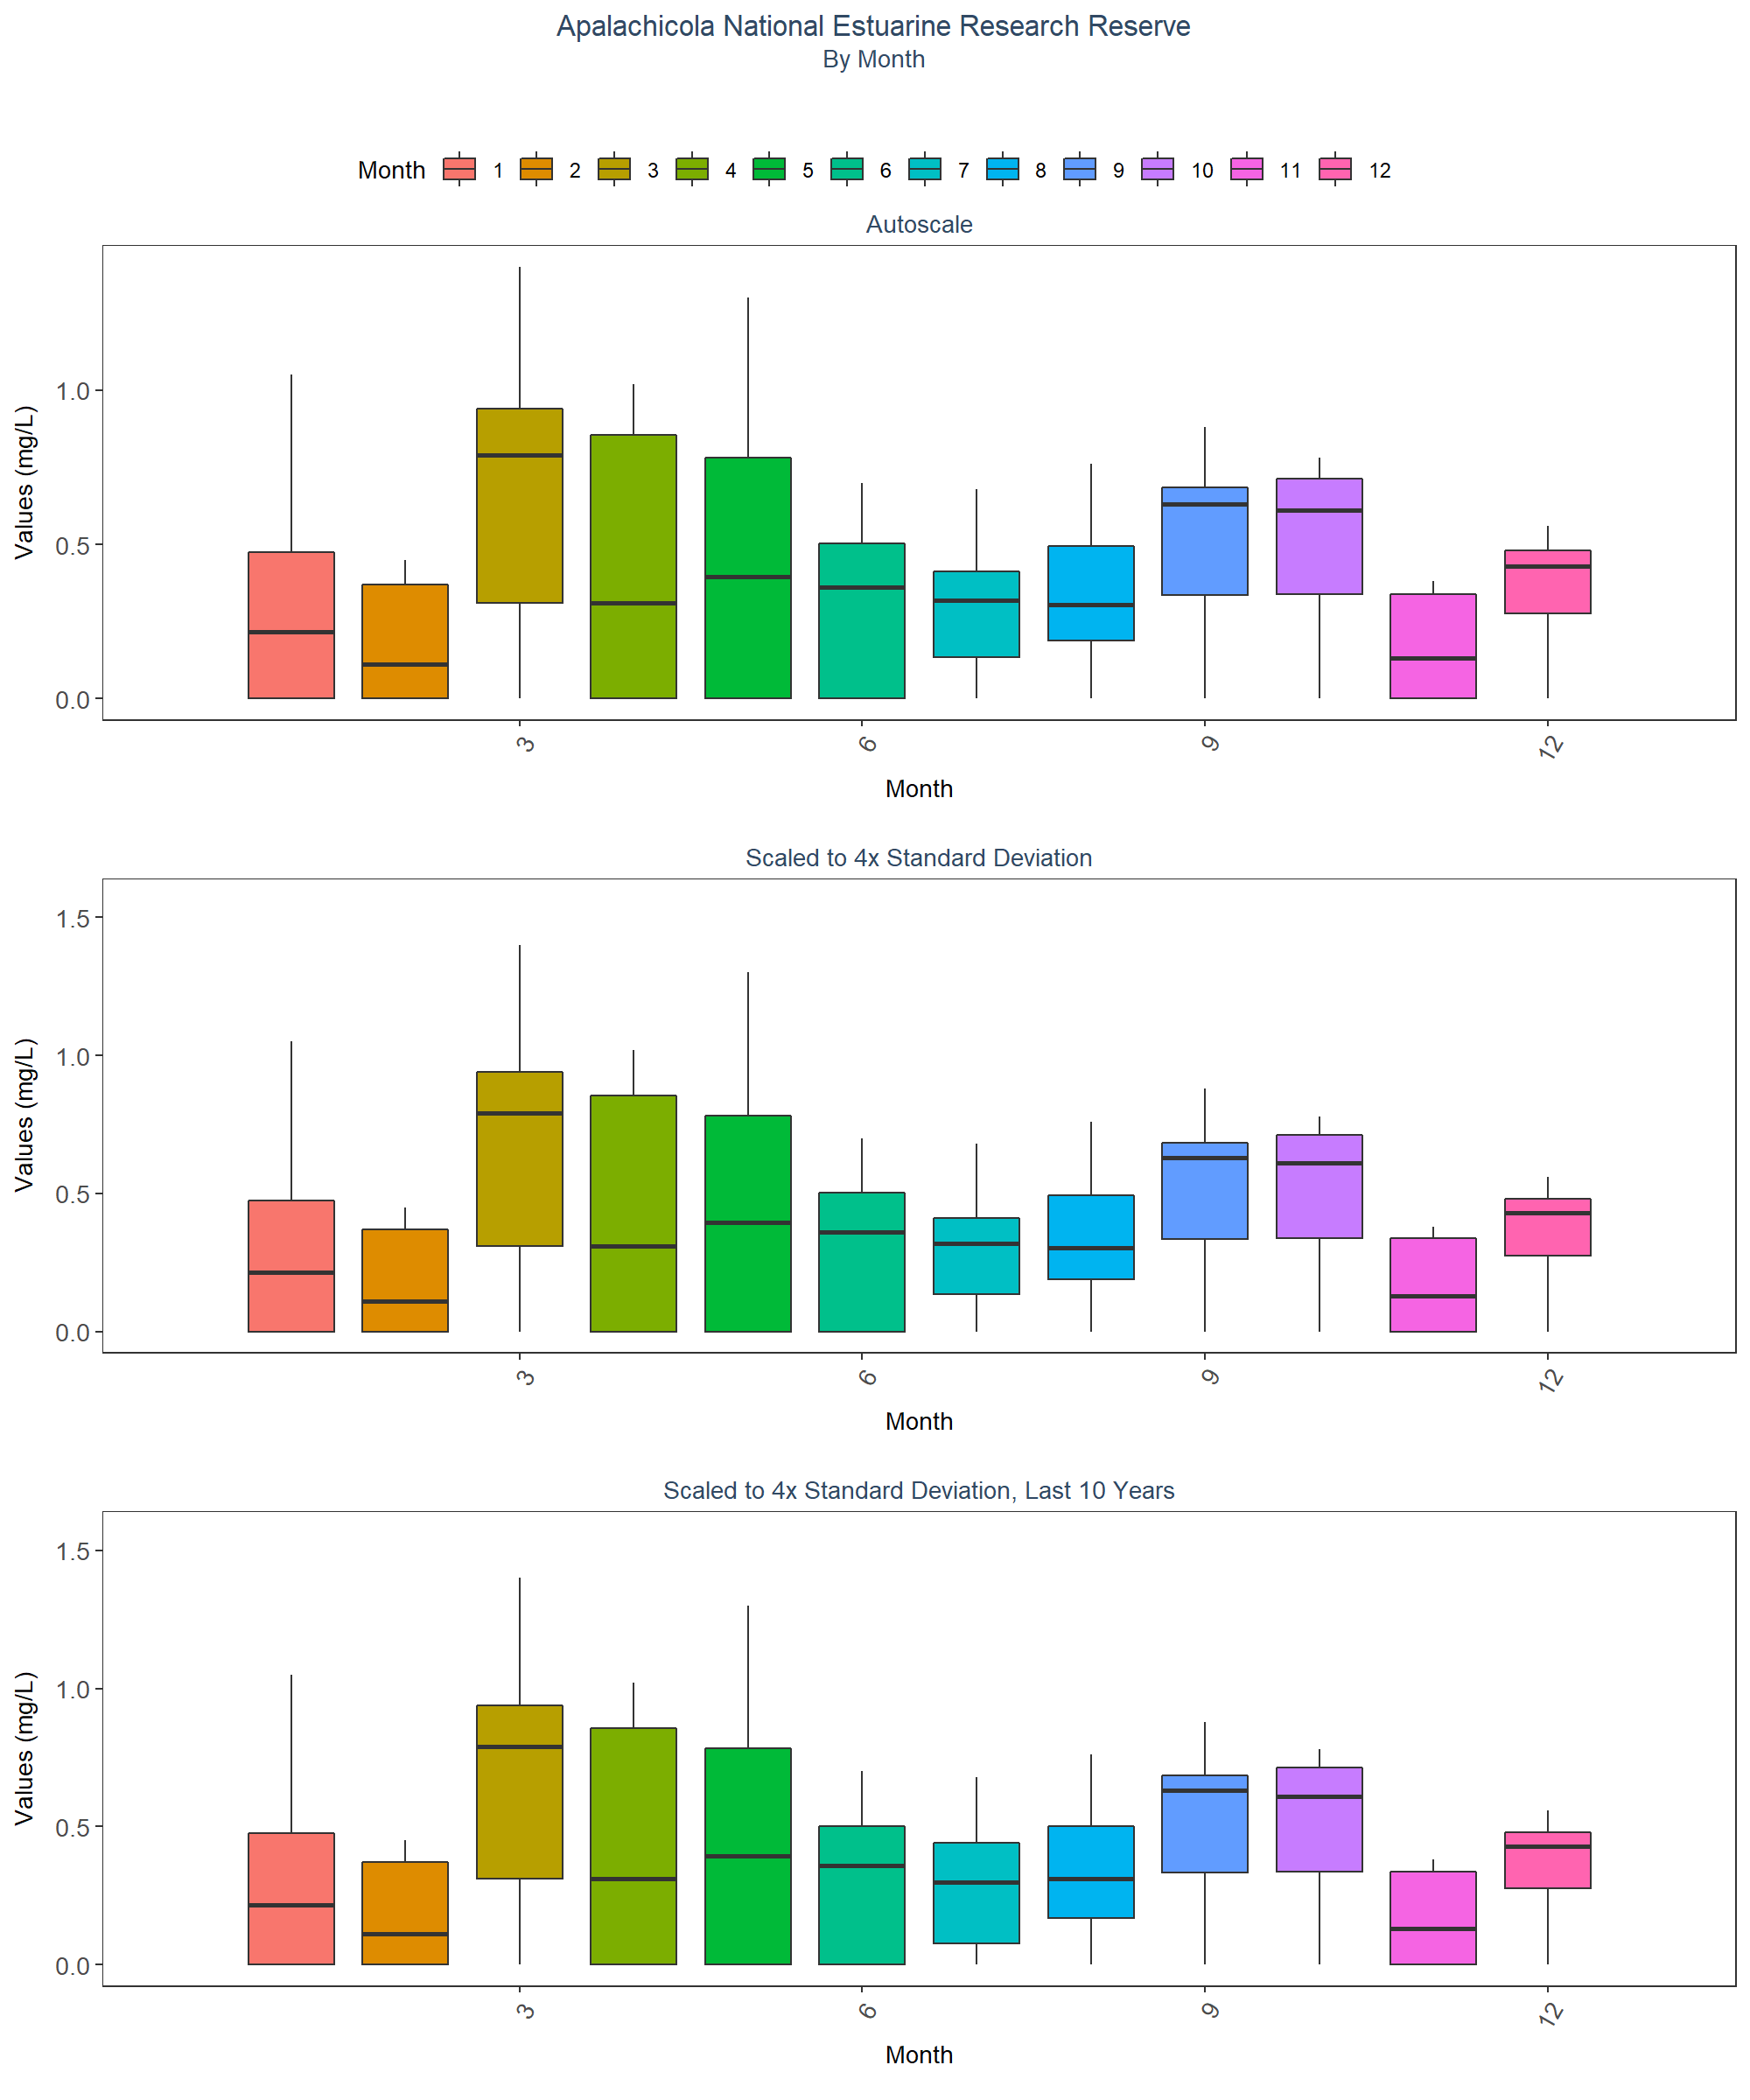 Apalachicola National Estuarine Research Reserve
By Month
Month 1 2 3 4 5 6 7 8 9 10 11 12
Autoscale
Values (mg/L)
1.0
0.5
0.0
3 6 9 12
Month
Scaled to 4x Standard Deviation
Values (mg/L)
1.5
1.0
0.5
0.0
3 6 9 12
Month
Scaled to 4x Standard Deviation, Last 10 Years
Values (mg/L)
1.5
1.0
0.5
0.0
3 6 9 12
Month